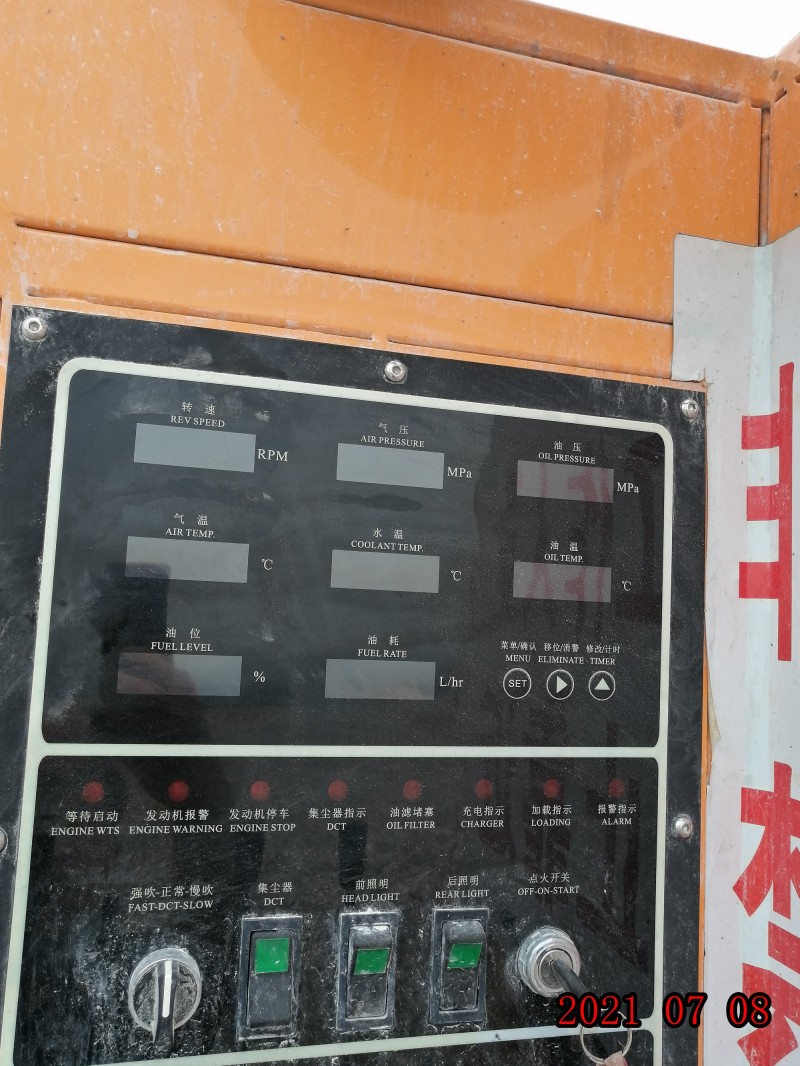 转 速
REV SPEED
RPM
气 压
AIR PRESSURE
MPa
油 压
OIL PRESSURE
MPa
气 温
AIR TEMP.
℃
水 温
COOLANT TEMP.
℃
油 温
OIL TEMP.
℃
油 位
FUEL LEVEL
%
油 耗
FUEL RATE
L/hr
菜单/确认 移位/消警 修改/计时
MENU ELIMINATE TIMER
SET
等待启动 发动机报警 发动机停车 集尘器指示 油滤堵塞 充电指示 加载指示 报警指示
ENGINE WTS ENGINE WARNING ENGINE STOP DCT OIL FILTER CHARGER LOADING ALARM
强吹-正常-慢吹
FAST-DCT-SLOW
集尘器
DCT
前照明
HEAD LIGHT
后照明
REAR LIGHT
点火开关
OFF-ON-START
2021 07 08